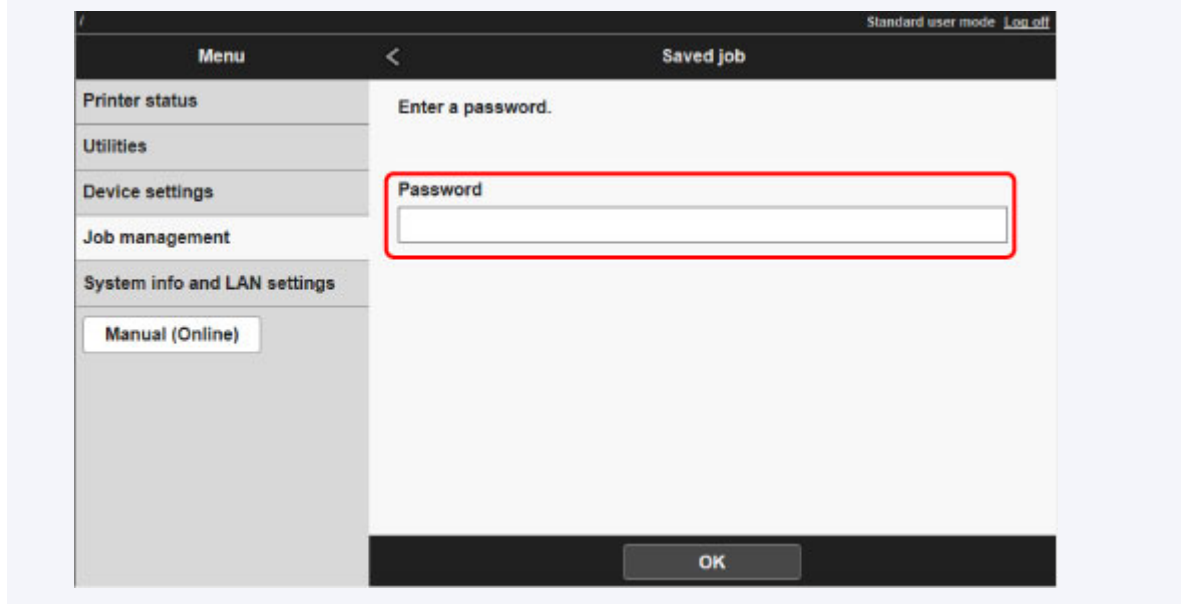 /
Standard user mode Log off
Menu
< Saved job
Printer status
Utilities
Device settings
Job management
System info and LAN settings
Manual (Online)
Enter a password.
Password
OK